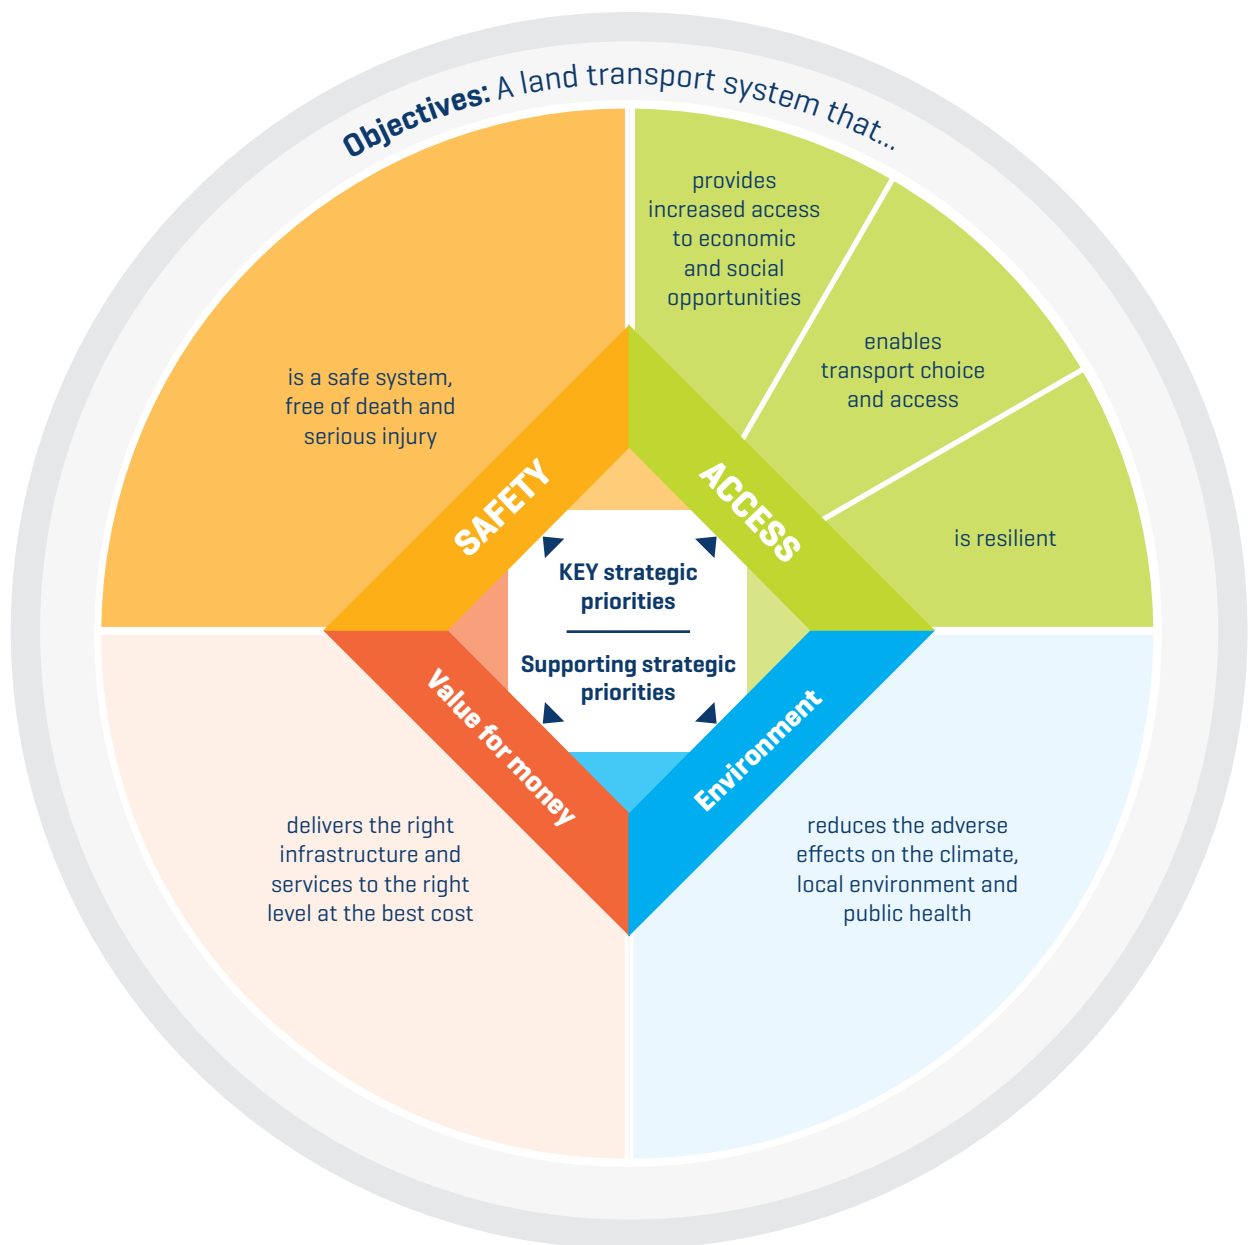 Objectives: A land transport system that...
provides
increased access
to economic
and social
opportunities
enables
transport choice
and access
is resilient
is a safe system,
free of death and
serious injury
SAFETY
ACCESS
KEY strategic
priorities
Supporting strategic
priorities
Value for money
Environment
delivers the right
infrastructure and
services to the right
level at the best cost
reduces the adverse
effects on the climate,
local environment and
public health